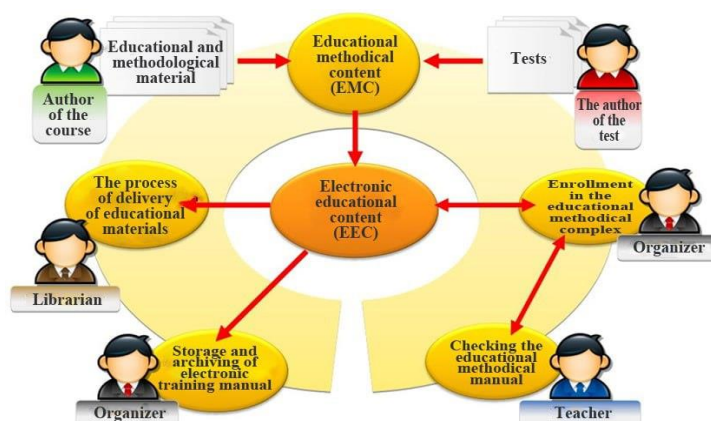 Educational and
methodological
material
Author
of the
course
Educational
methodical
content
(EMC)
Tests
The author
of the
test
The process
of delivery
of educational
materials
Librarian
Electronic
educational
content
(EEC)
Enrollment
in the
educational
methodical
complex
Organizer
Storage and
archiving of
electronic
training manual
Organizer
Checking the
educational
methodical
manual
Teacher